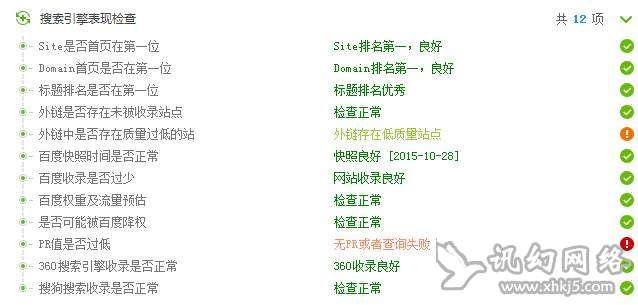 搜索引擎表现检查 共 12 项
Site是否首页在第一位 Site排名第一，良好
Domain首页是否在第一位 Domain排名第一，良好
标题排名是否在第一位 标题排名优秀
外链是否存在未被收录站点 检查正常
外链中是否存在质量过低的站 外链存在低质量站点
百度快照时间是否正常 快照良好 [2015-10-28]
百度收录是否过少 网站收录良好
百度权重及流量预估 检查正常
是否可能被百度降权 检查正常
PR值是否过低 无PR或者查询失败
360搜索引擎收录是否正常 360收录良好
搜狗搜索收录是否正常 检查正常
讯幻网络
www.xhkj5.com